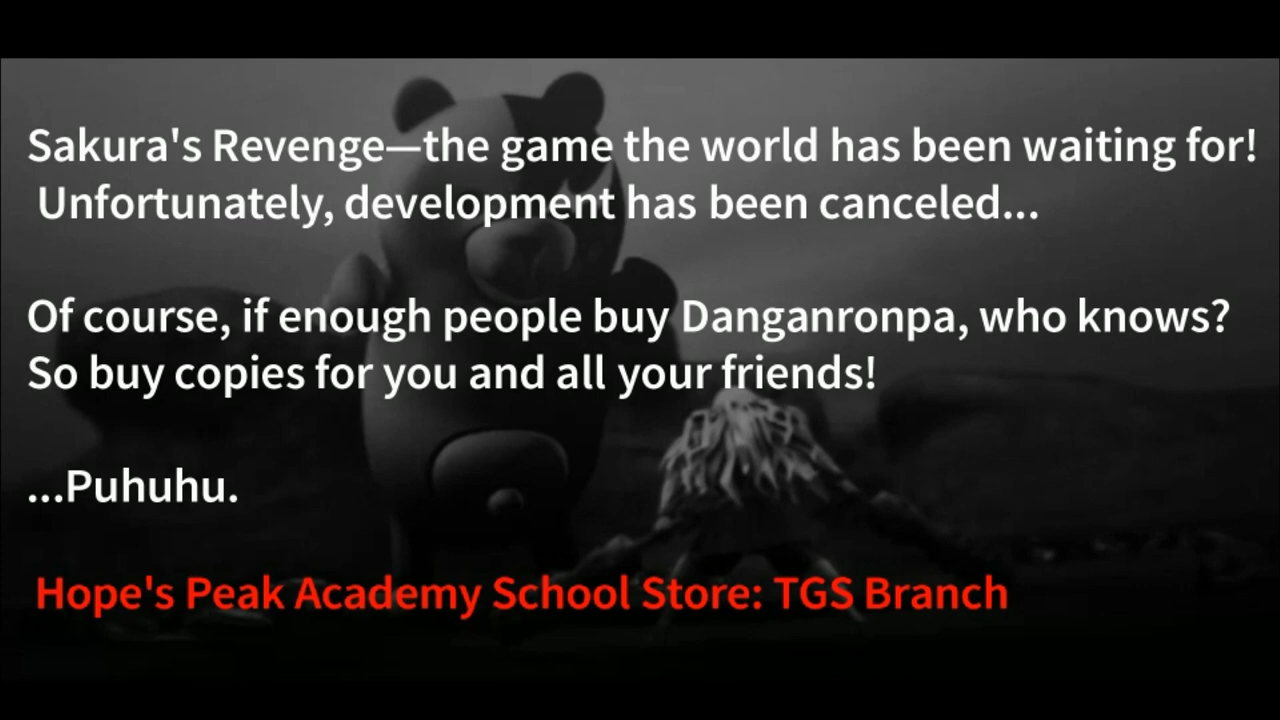 Sakura's Revenge—the game the world has been waiting for!
Unfortunately, development has been canceled...
Of course, if enough people buy Danganronpa, who knows?
So buy copies for you and all your friends!
...Puhuhu.
Hope's Peak Academy School Store: TGS Branch